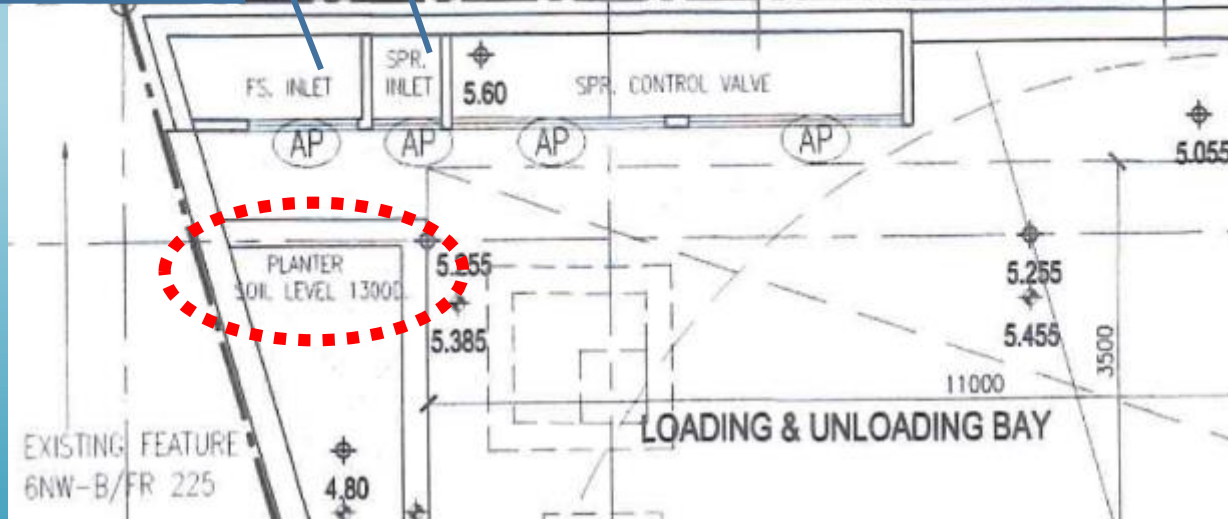 FS. INLET
SPR.
INLET
5.60
SPR. CONTROL VALVE
AP
AP
AP
AP
5.055
PLANTER
SOIL LEVEL 1300D.
5.255
5.385
5.255
5.455
3500
11000
LOADING & UNLOADING BAY
EXISTING FEATURE
6NW-B/FR 225
4.80